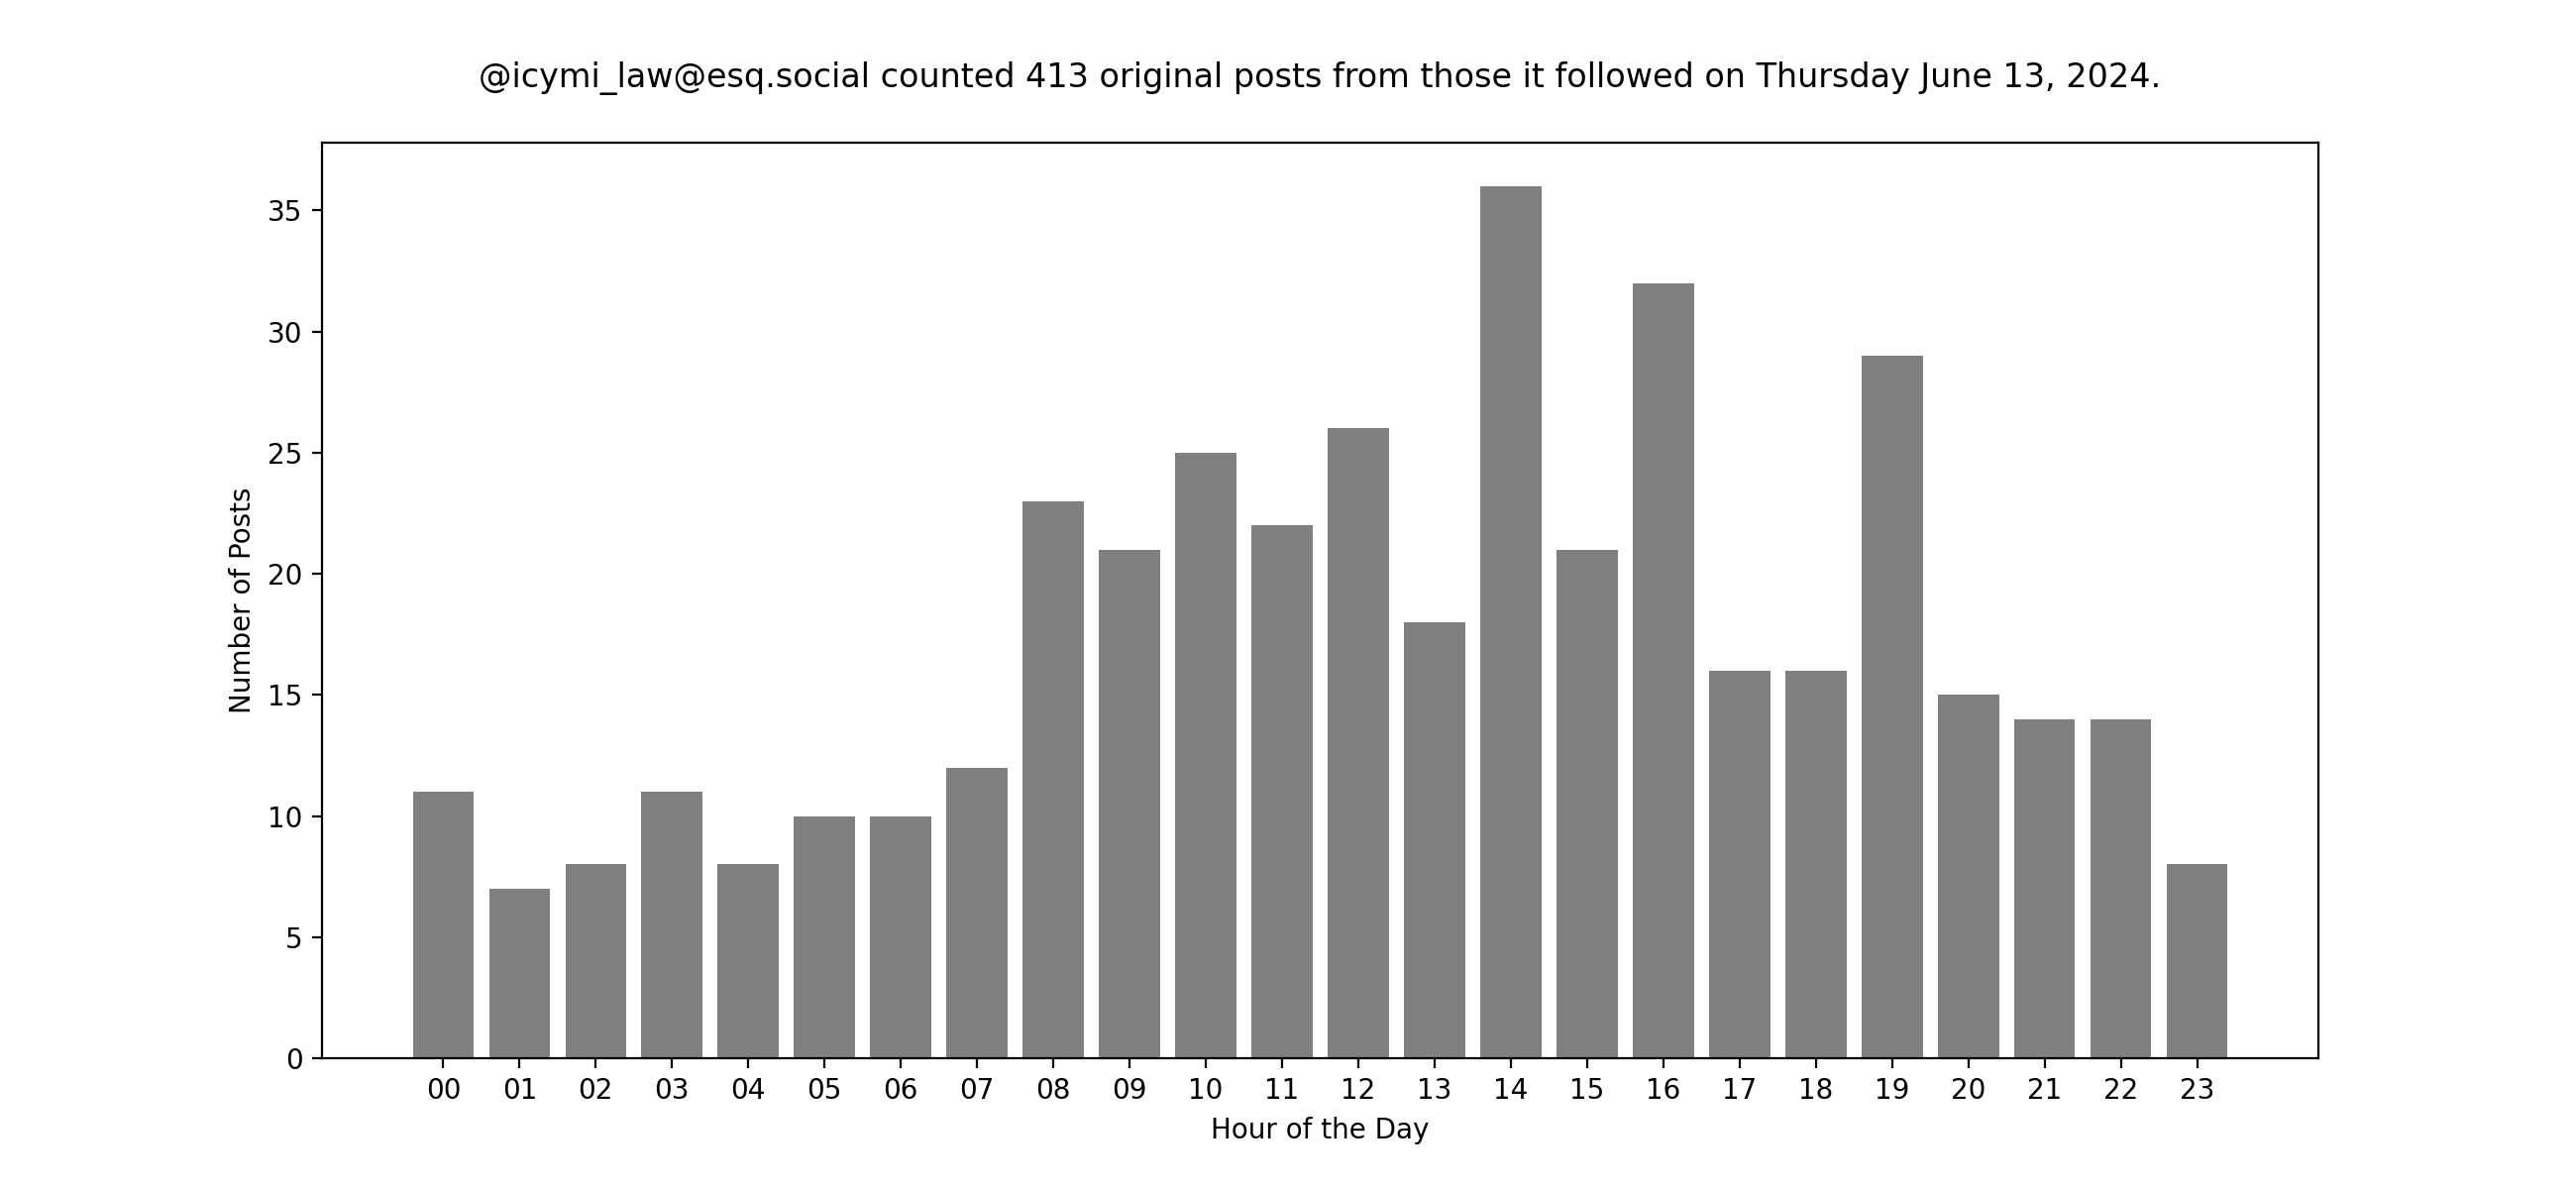 @icymi_law@esq.social counted 413 original posts from those it followed on Thursday June 13, 2024.
35
30
25
20
15
10
5
0
Number of Posts
00 01 02 03 04 05 06 07 08 09 10 11 12 13 14 15 16 17 18 19 20 21 22 23
Hour of the Day